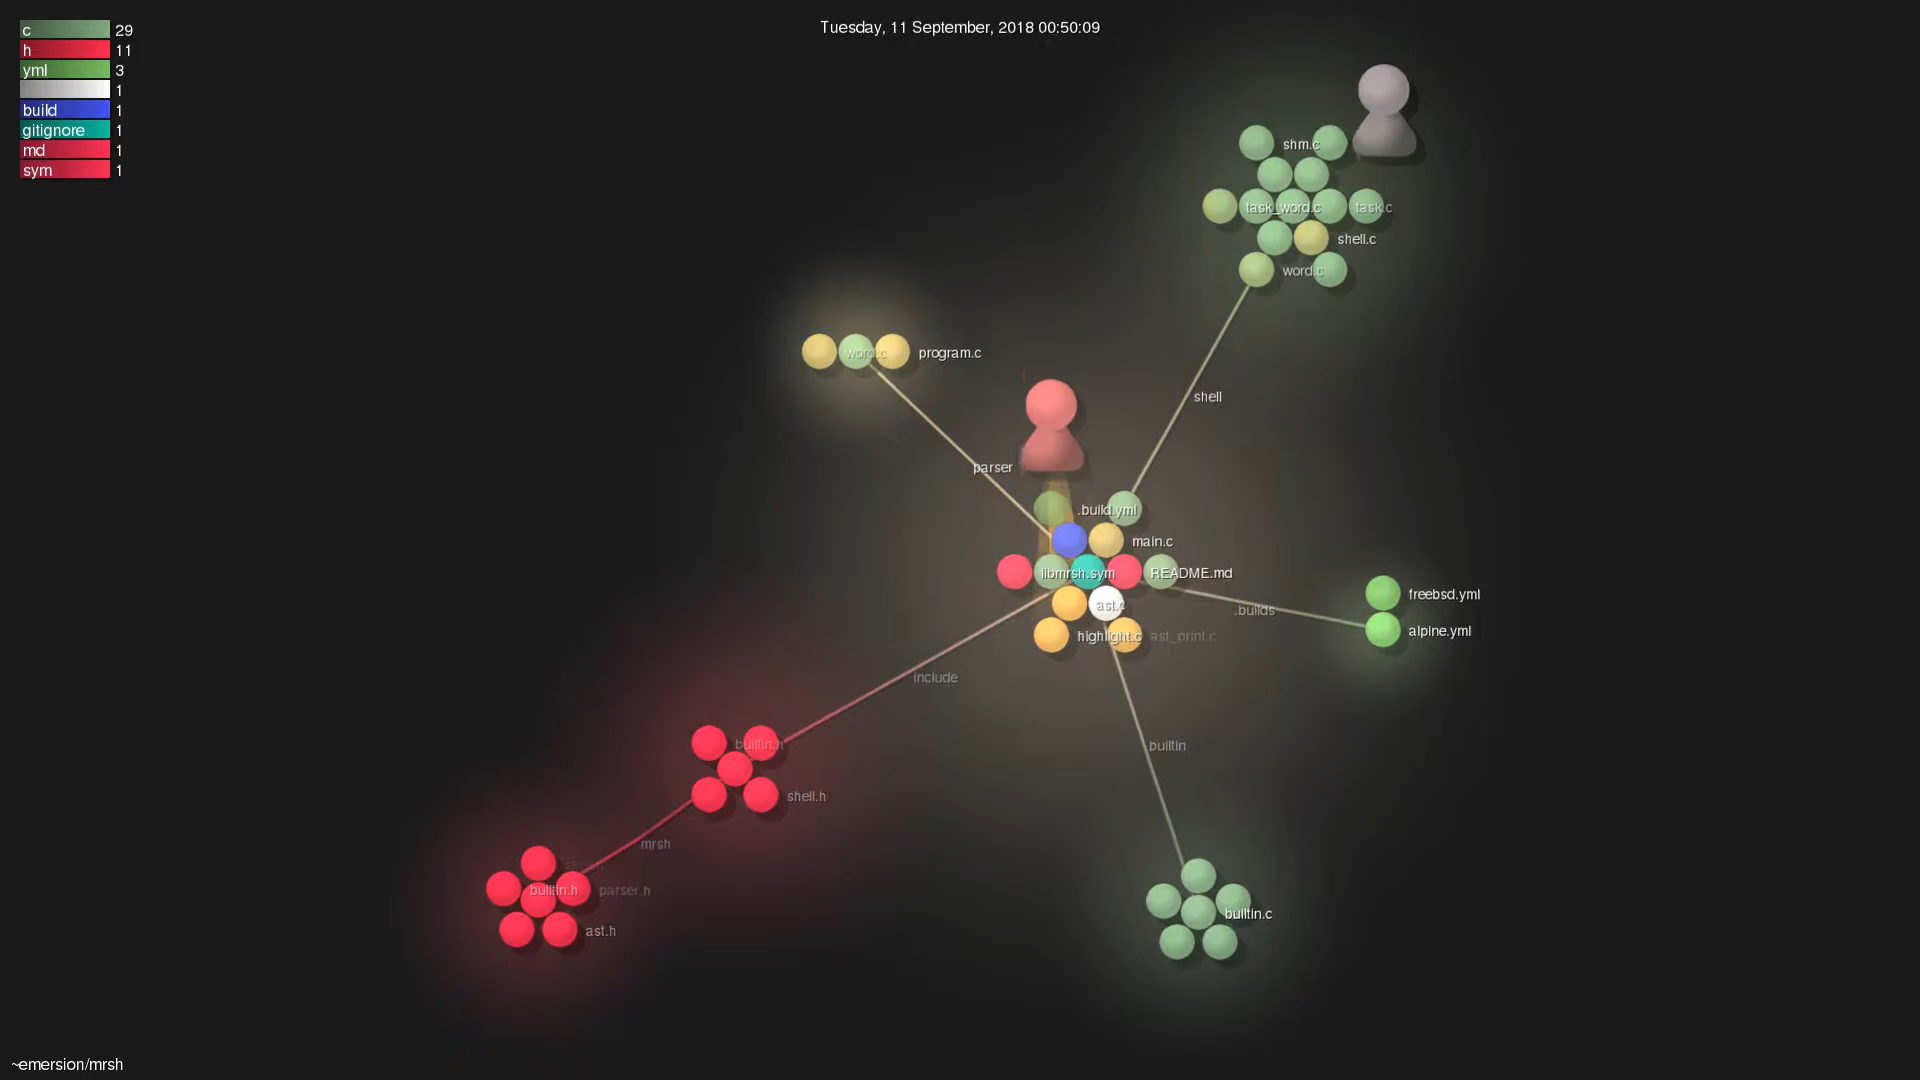 c 29
h 11
yml 3
1
build 1
gitignore 1
md 1
sym 1
Tuesday, 11 September, 2018 00:50:09
shm.c
task_word.c
task.c
shell.c
word.c
word.c
program.c
shell
parser
.build.yml
main.c
libmrsh.sym
README.md
ast.c
highlight.c
ast_print.c
.builds
freebsd.yml
alpine.yml
include
builtin
builtin.h
shell.h
mrsh
builtin.h
parser.h
ast.h
builtin.c
~emersion/mrsh